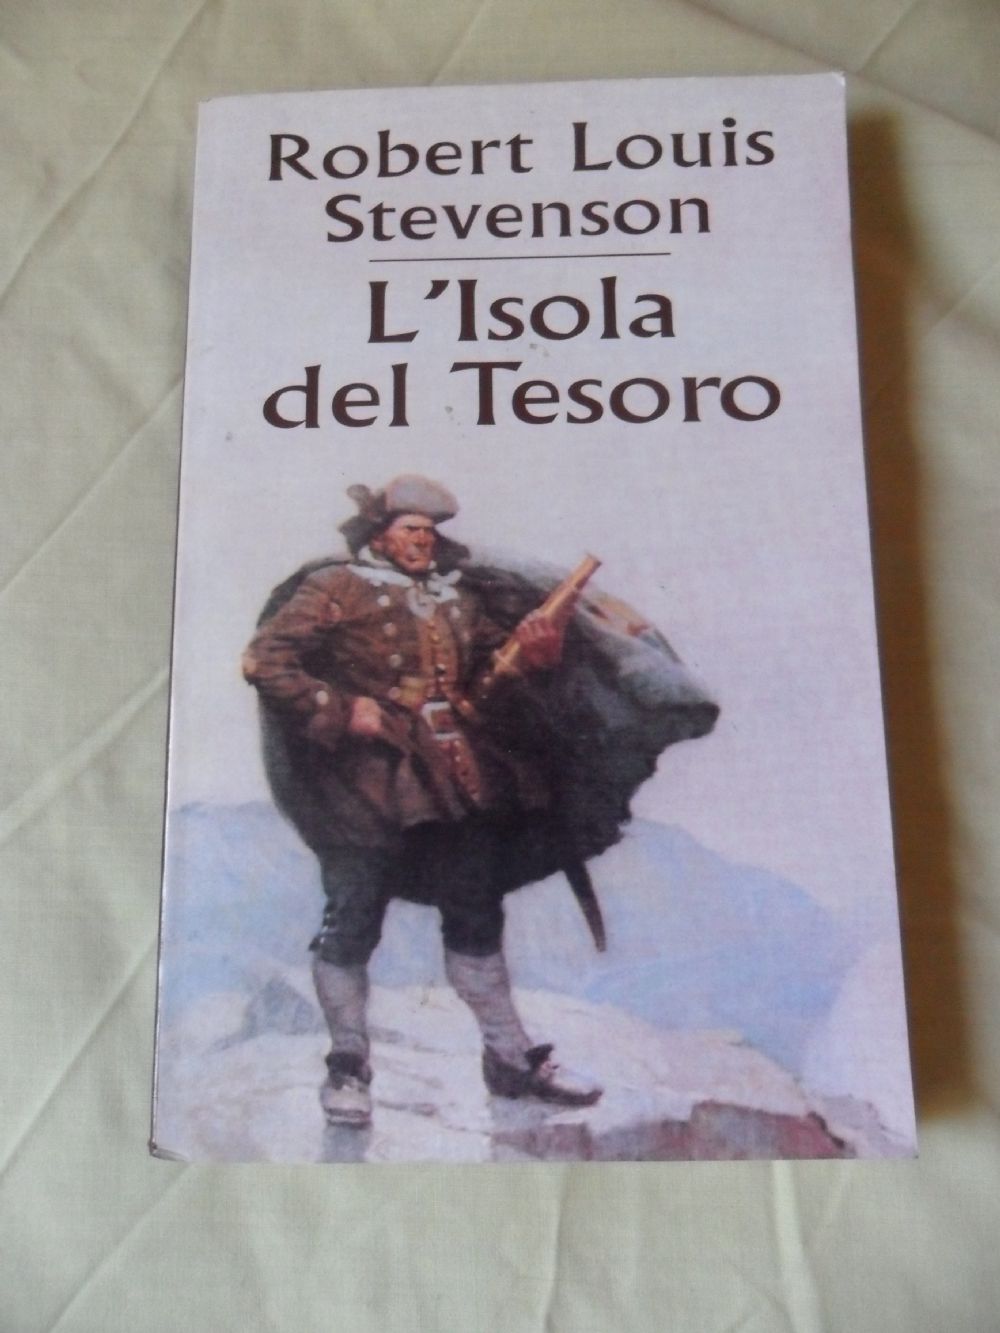 Robert Louis
Stevenson
L'Isola
del Tesoro